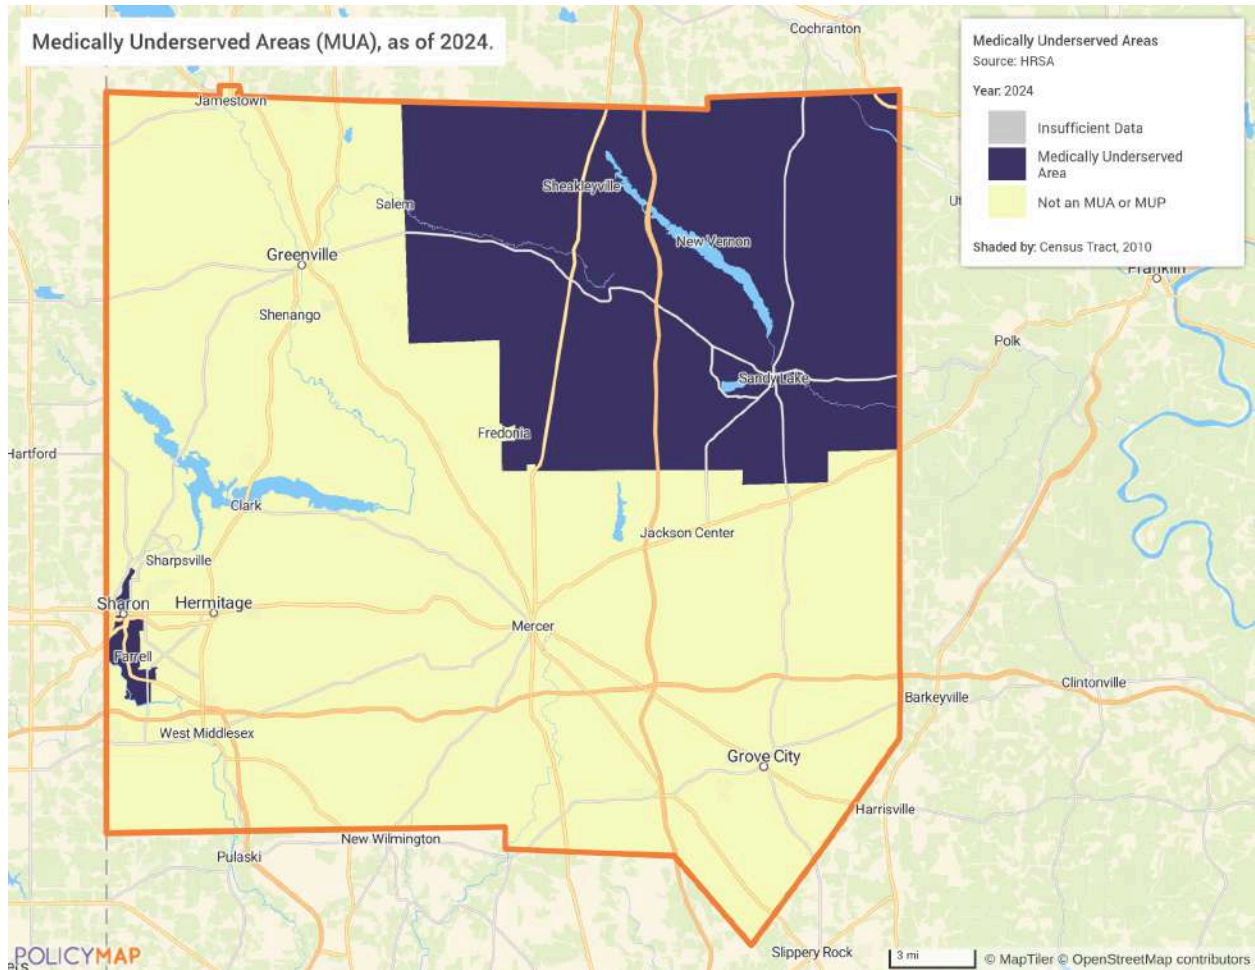 Medically Underserved Areas (MUA), as of 2024.
Cochranton
Medically Underserved Areas
Source: HRSA
Year: 2024
Insufficient Data
Medically Underserved
Area
Not an MUA or MUP
Shaded by: Census Tract, 2010
Jamestown
Sheakleyville
Salem
New Vernon
Greenville
Franklin
Shenango
Polk
Sandy Lake
Fredonia
Hartford
Clark
Jackson Center
Sharpsville
Sharon
Hermitage
Mercer
Farrell
Clintonville
Barkeyville
West Middlesex
Grove City
Harrisville
New Wilmington
Pulaski
Slippery Rock
POLICYMAP
3 mi
© MapTiler © OpenStreetMap contributors